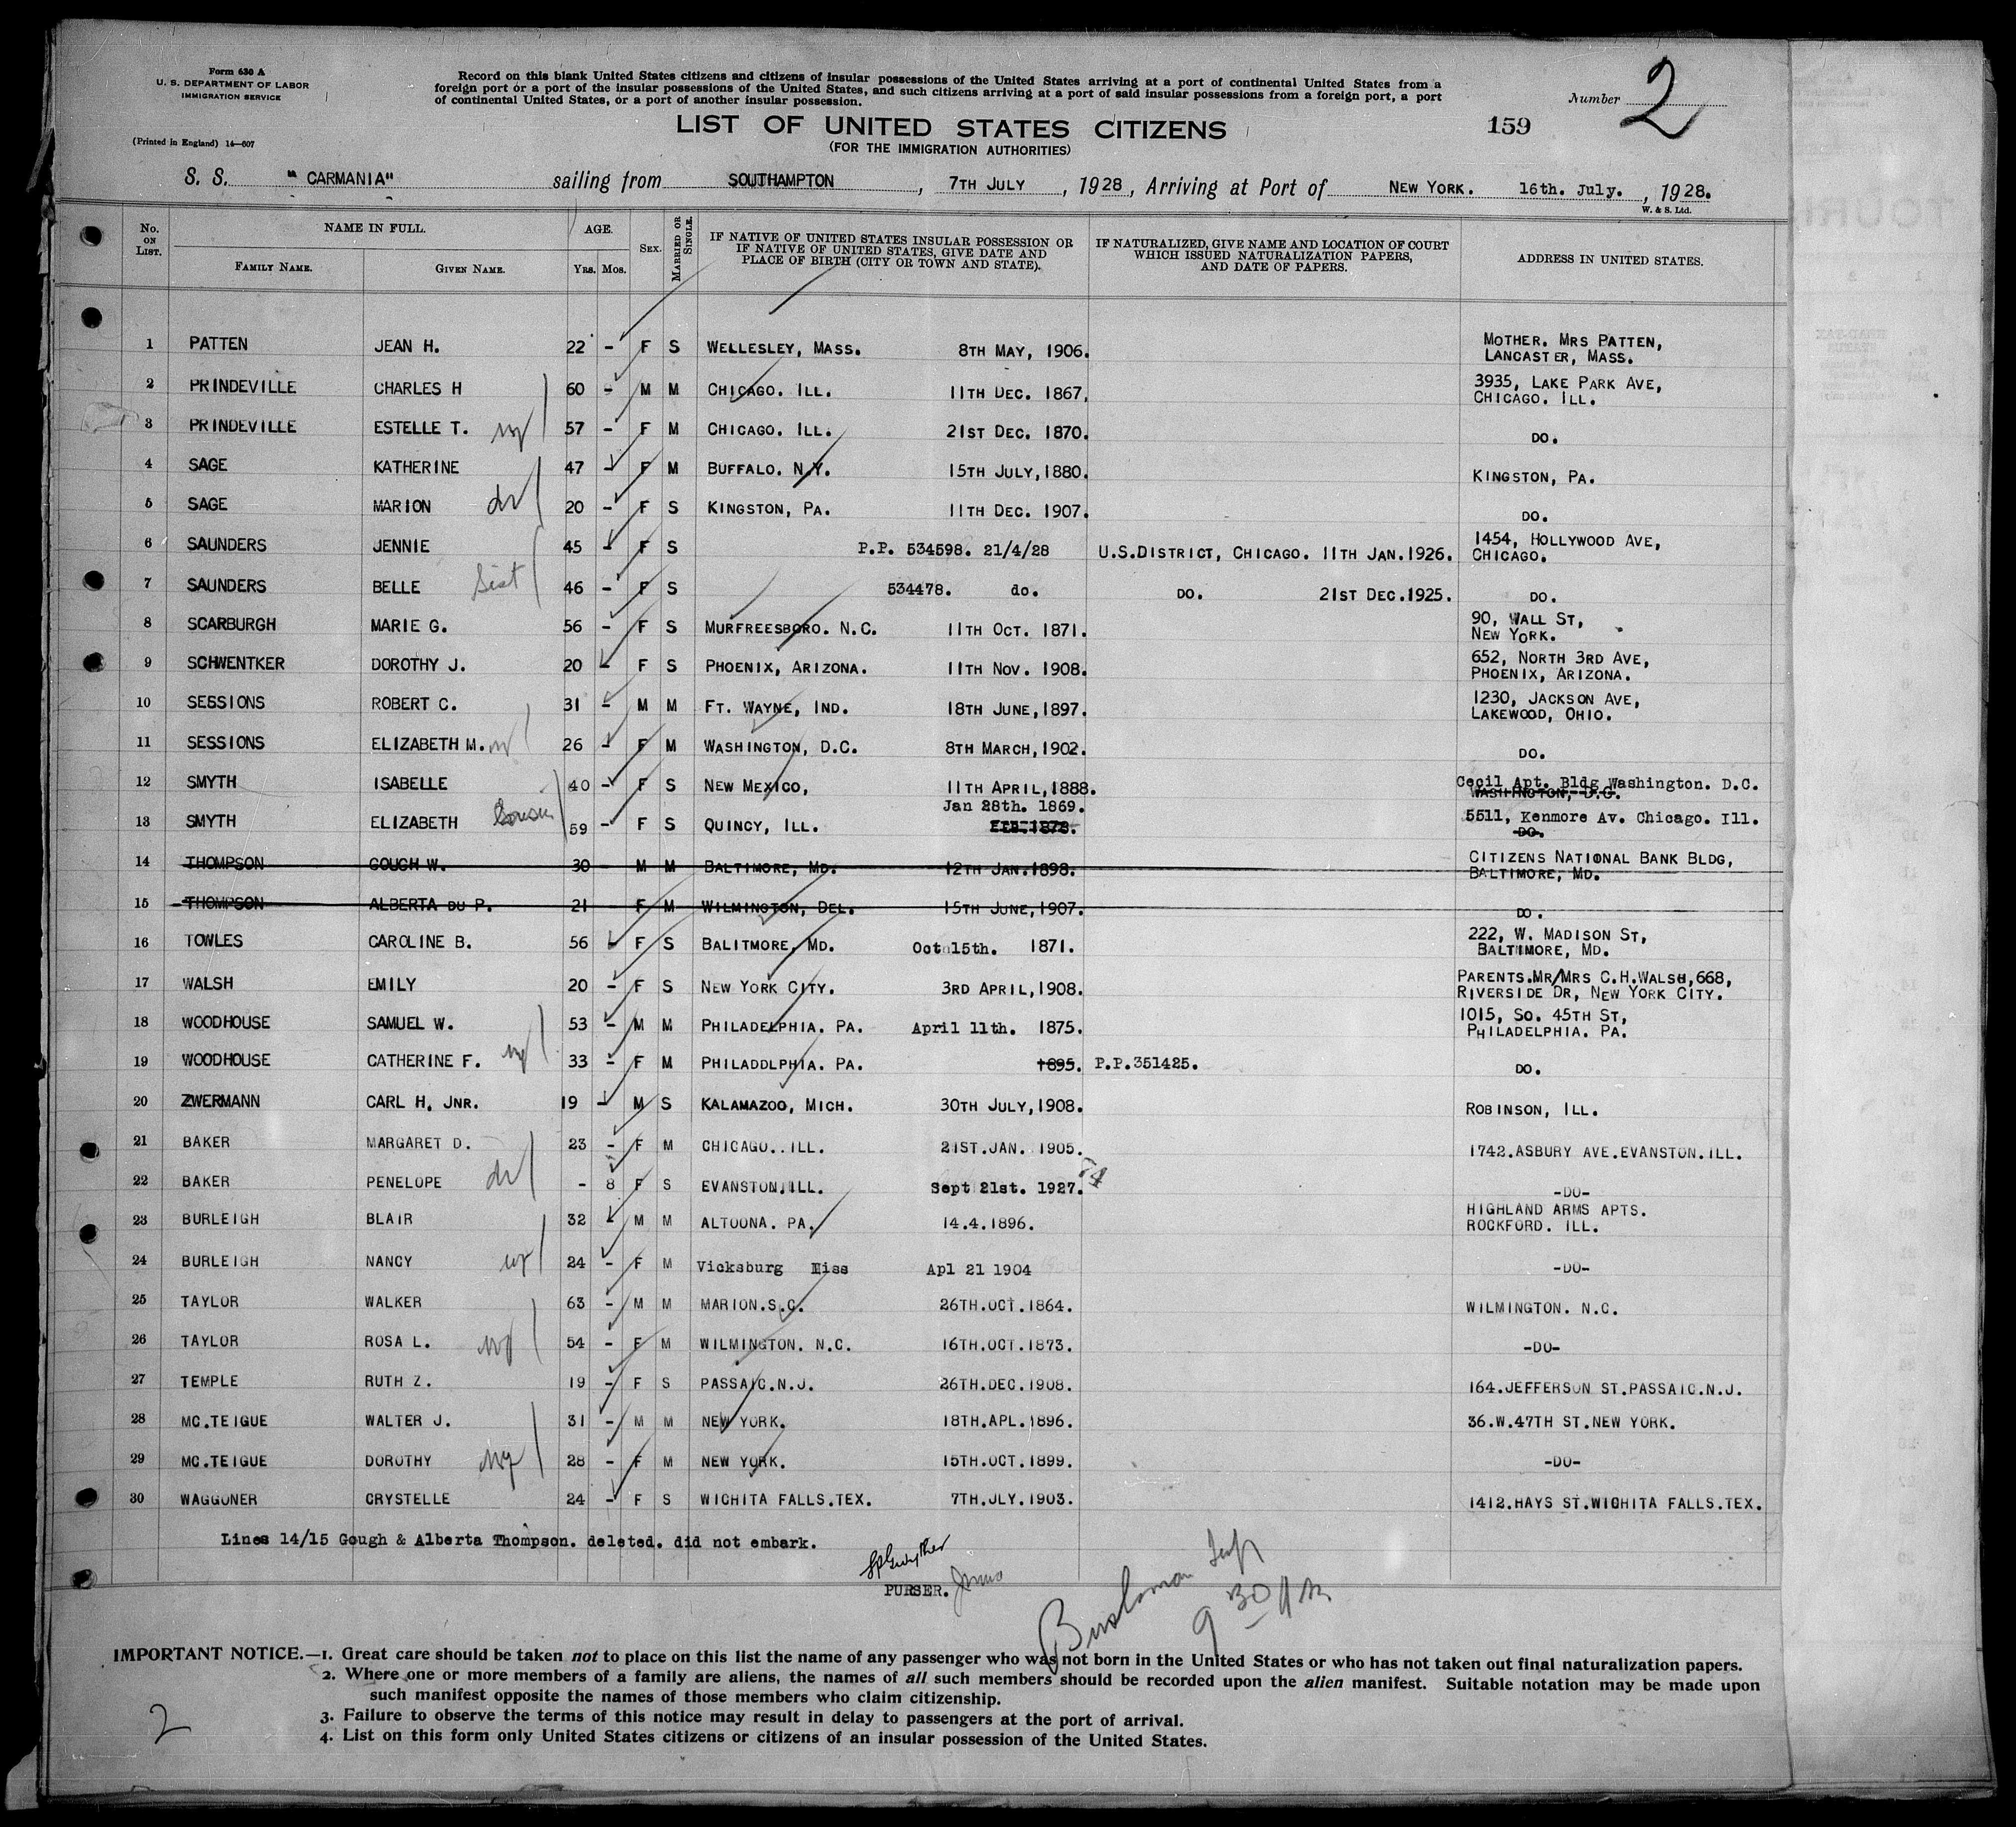 Form 630 A
U. S. DEPARTMENT OF LABOR
IMMIGRATION SERVICE
(Printed in England) 14—607
Record on this blank United States citizens and citizens of insular possessions of the United States arriving at a port of continental United States from a
foreign port or a port of the insular possessions of the United States, and such citizens arriving at a port of said insular possessions from a foreign port, a port
of continental United States, or a port of another insular possession.
Number 2
LIST OF UNITED STATES CITIZENS
159
(FOR THE IMMIGRATION AUTHORITIES)
S. S. "CARMANIA" sailing from SOUTHAMPTON, 7TH JULY, 1928, Arriving at Port of NEW YORK. 16th. July., 1928.
W. & S. Ltd.
No. ON LIST. NAME IN FULL. FAMILY NAME. GIVEN NAME. AGE. YRS. MOS. SEX. MARRIED OR SINGLE. IF NATIVE OF UNITED STATES INSULAR POSSESSION OR IF NATIVE OF UNITED STATES, GIVE DATE AND PLACE OF BIRTH (CITY OR TOWN AND STATE). IF NATURALIZED, GIVE NAME AND LOCATION OF COURT WHICH ISSUED NATURALIZATION PAPERS, AND DATE OF PAPERS. ADDRESS IN UNITED STATES.
1 PATTEN JEAN H. 22 - F S WELLESLEY, MASS. 8TH MAY, 1906. MOTHER. MRS PATTEN, LANCASTER, MASS.
2 PRINDEVILLE CHARLES H 60 - M M CHICAGO. ILL. 11TH DEC. 1867. 3935, LAKE PARK AVE, CHICAGO. ILL.
3 PRINDEVILLE ESTELLE T. wf 57 - F M CHICAGO. ILL. 21ST DEC. 1870. DO.
4 SAGE KATHERINE 47 - F M BUFFALO. N.Y. 15TH JULY, 1880. KINGSTON, PA.
5 SAGE MARION dr 20 - F S KINGSTON, PA. 11TH DEC. 1907. DO.
6 SAUNDERS JENNIE 45 - F S P.P. 534598. 21/4/28 U.S.DISTRICT, CHICAGO. 11TH JAN.1926. 1454, HOLLYWOOD AVE, CHICAGO.
7 SAUNDERS BELLE Sist 46 - F S 534478. do. DO. 21ST DEC.1925. DO.
8 SCARBURGH MARIE G. 56 - F S MURFREESBORO. N.C. 11TH OCT. 1871. 90, WALL ST, NEW YORK.
9 SCHWENTKER DOROTHY J. 20 - F S PHOENIX, ARIZONA. 11TH NOV. 1908. 652, NORTH 3RD AVE, PHOENIX, ARIZONA.
10 SESSIONS ROBERT C. 31 - M M FT. WAYNE, IND. 18TH JUNE, 1897. 1230, JACKSON AVE, LAKEWOOD, OHIO.
11 SESSIONS ELIZABETH M. wf 26 - F M WASHINGTON, D.C. 8TH MARCH, 1902. DO.
12 SMYTH ISABELLE 40 - F S NEW MEXICO, 11TH APRIL, 1888. Cecil Apt. Bldg Washington. D.C. WASHINGTON, D.C.
13 SMYTH ELIZABETH Cousin 59 - F S QUINCY, ILL. Jan 28th. 1869. FEB.1878. 5511, Kenmore Av. Chicago. Ill. DO.
14 THOMPSON GOUGH W. 30 M M BALTIMORE, MD. 12TH JAN.1898. CITIZENS NATIONAL BANK BLDG, BALTIMORE, MD.
15 THOMPSON ALBERTA DU P. 21 F M WILMINGTON, DEL. 15TH JUNE, 1907. DO.
16 TOWLES CAROLINE B. 56 - F S BALITMORE, MD. Oct 15th. 1871. 222, W. MADISON ST, BALTIMORE, MD.
17 WALSH EMILY 20 - F S NEW YORK CITY. 3RD APRIL, 1908. PARENTS.MR/MRS C.H.WALSH, 668, RIVERSIDE DR, NEW YORK CITY.
18 WOODHOUSE SAMUEL W. 53 - M M PHILADELPHIA. PA. April 11th. 1875. 1015, SO. 45TH ST, PHILADELPHIA. PA.
19 WOODHOUSE CATHERINE F. wf 33 - F M PHILADDLPHIA. PA. 1895. P.P.351425. DO.
20 ZWERMANN CARL H, JNR. 19 - M S KALAMAZOO, MICH. 30TH JULY, 1908. ROBINSON, ILL.
21 BAKER MARGARET D. 23 - F M CHICAGO..ILL. 21ST.JAN. 1905. 1742.ASBURY AVE.EVANSTON.ILL.
22 BAKER PENELOPE dr - 8 F S EVANSTON.ILL. Sept 21st. 1927. -DO-
23 BURLEIGH BLAIR 32 - M M ALTOONA. PA. 14.4.1896. HIGHLAND ARMS APTS. ROCKFORD. ILL.
24 BURLEIGH NANCY wf 24 - F M Vicksburg Miss Apl 21 1904 -DO-
25 TAYLOR WALKER 63 - M M MARION.S.C. 26TH.OCT.1864. WILMINGTON. N.C.
26 TAYLOR ROSA L. wf 54 - F M WILMINGTON. N.C. 16TH.OCT.1873. -DO-
27 TEMPLE RUTH Z. 19 - F S PASSAIC.N.J. 26TH.DEC.1908. 164.JEFFERSON ST.PASSAIC.N.J.
28 MC.TEIGUE WALTER J. 31 - M M NEW YORK. 18TH.APL.1896. 36.W.47TH ST.NEW YORK.
29 MC.TEIGUE DOROTHY wf 28 - F M NEW YORK. 15TH.OCT.1899. -DO-
30 WAGGONER CRYSTELLE 24 - F S WICHITA FALLS.TEX. 7TH.JLY.1903. 1412.HAYS ST.WICHITA FALLS.TEX.
Lines 14/15 Gough & Alberta Thompson. deleted. did not embark.
PURSER.
9 30 AM
IMPORTANT NOTICE.—1. Great care should be taken not to place on this list the name of any passenger who was not born in the United States or who has not taken out final naturalization papers.
2. Where one or more members of a family are aliens, the names of all such members should be recorded upon the alien manifest. Suitable notation may be made upon
such manifest opposite the names of those members who claim citizenship.
3. Failure to observe the terms of this notice may result in delay to passengers at the port of arrival.
4. List on this form only United States citizens or citizens of an insular possession of the United States.
2